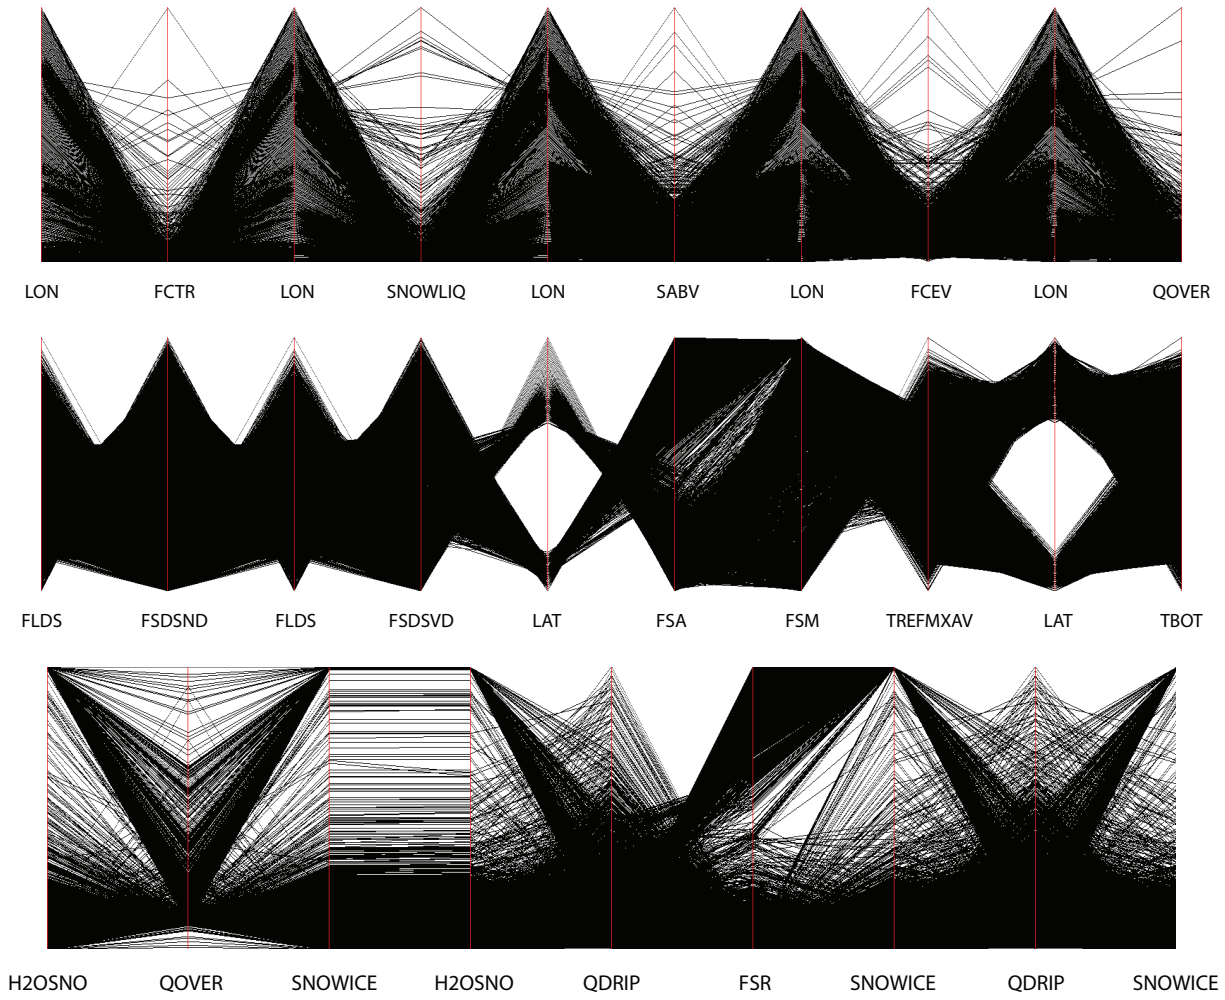 LON FCTR LON SNOWLIQ LON SABV LON FCEV LON QOVER
FLDS FSDSND FLDS FSDSVD LAT FSA FSM TREFMXAV LAT TBOT
H2OSNO QOVER SNOWICE H2OSNO QDRIP FSR SNOWICE QDRIP SNOWICE